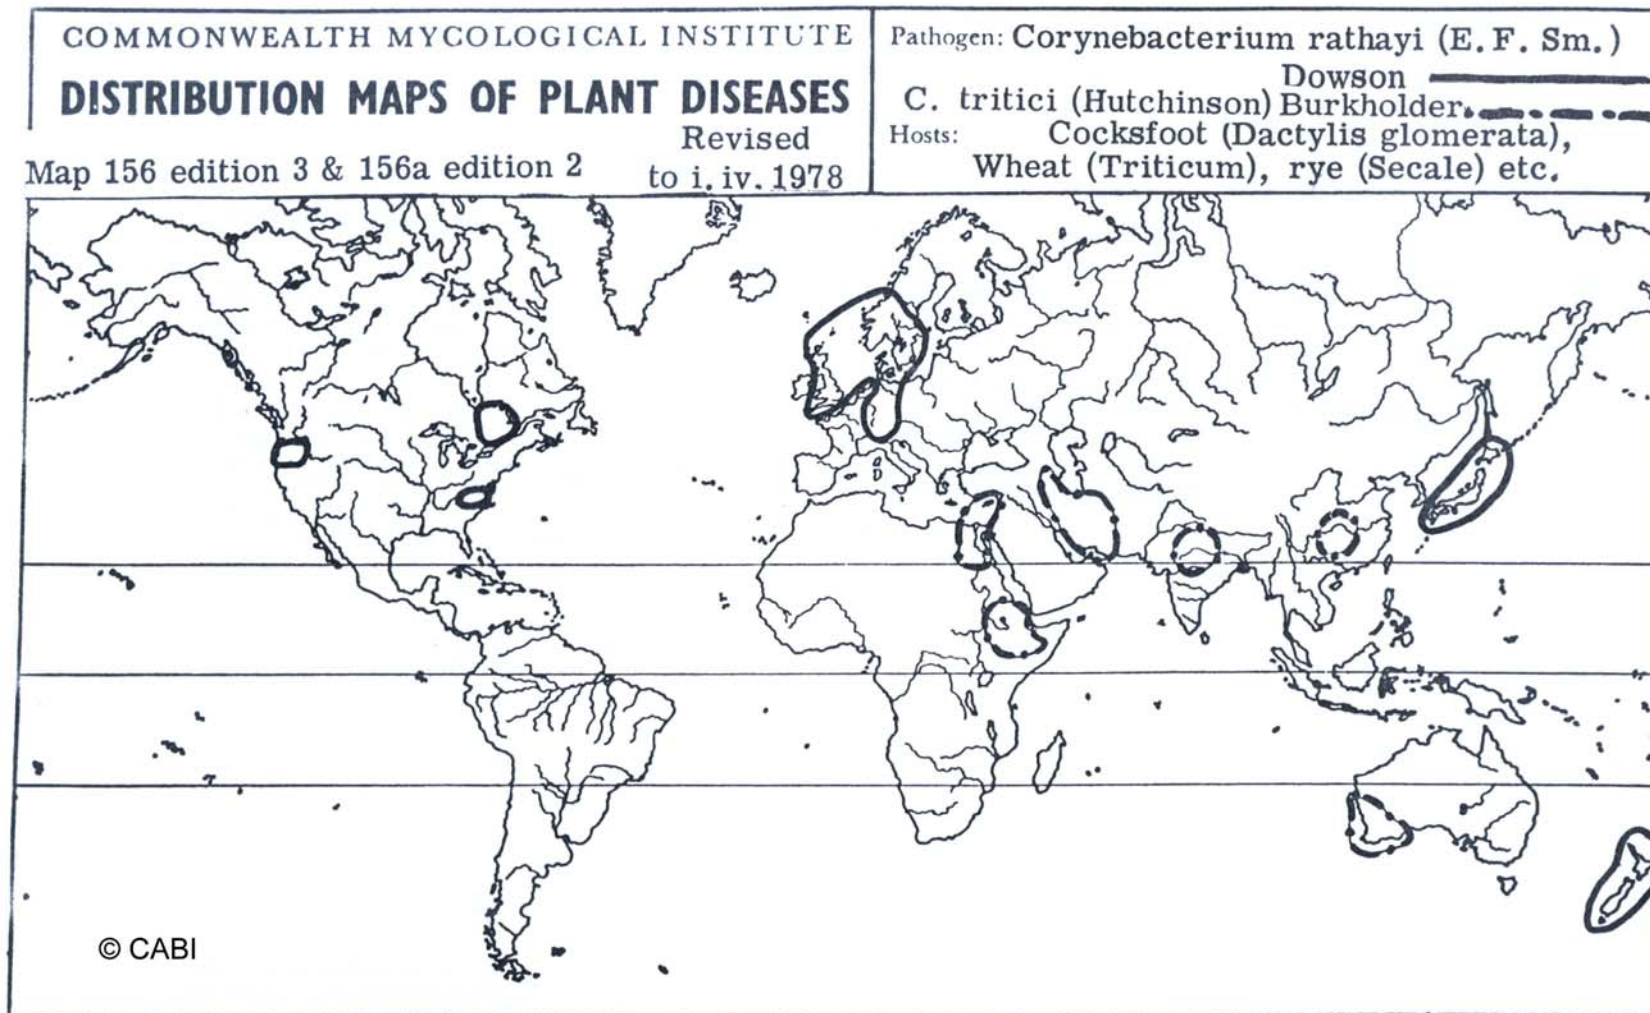 COMMONWEALTH MYCOLOGICAL INSTITUTE
DISTRIBUTION MAPS OF PLANT DISEASES
Revised
Map 156 edition 3 & 156a edition 2 to i. iv. 1978
Pathogen: Corynebacterium rathayi (E. F. Sm.)
Dowson
C. tritici (Hutchinson) Burkholder
Hosts: Cocksfoot (Dactylis glomerata),
Wheat (Triticum), rye (Secale) etc.
© CABI